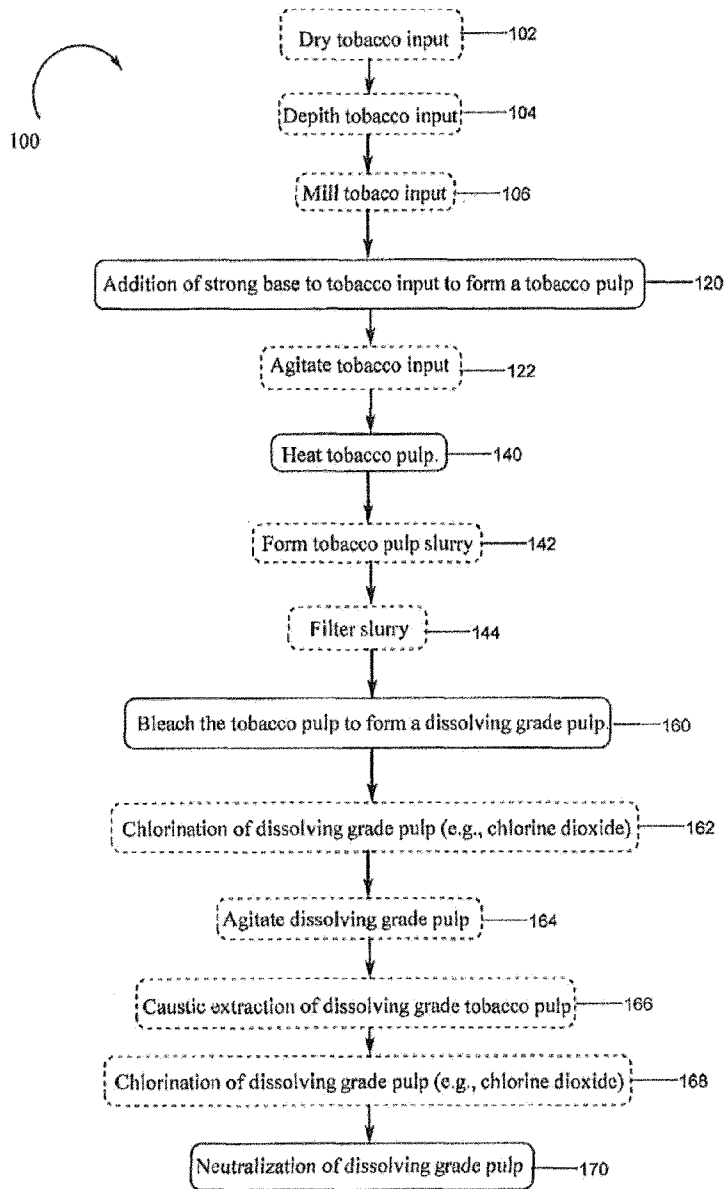 Dry tobacco input 102
100
Depith tobacco input 104
Mill tobaco input 106
Addition of strong base to tobacco input to form a tobacco pulp 120
Agitate tobacco input 122
Heat tobacco pulp. 140
Form tobacco pulp slurry 142
Filter slurry 144
Bleach the tobacco pulp to form a dissolving grade pulp. 160
Chlorination of dissolving grade pulp (e.g., chlorine dioxide) 162
Agitate dissolving grade pulp 164
Caustic extraction of dissolving grade tobacco pulp 166
Chlorination of dissolving grade pulp (e.g., chlorine dioxide) 168
Neutralization of dissolving grade pulp 170